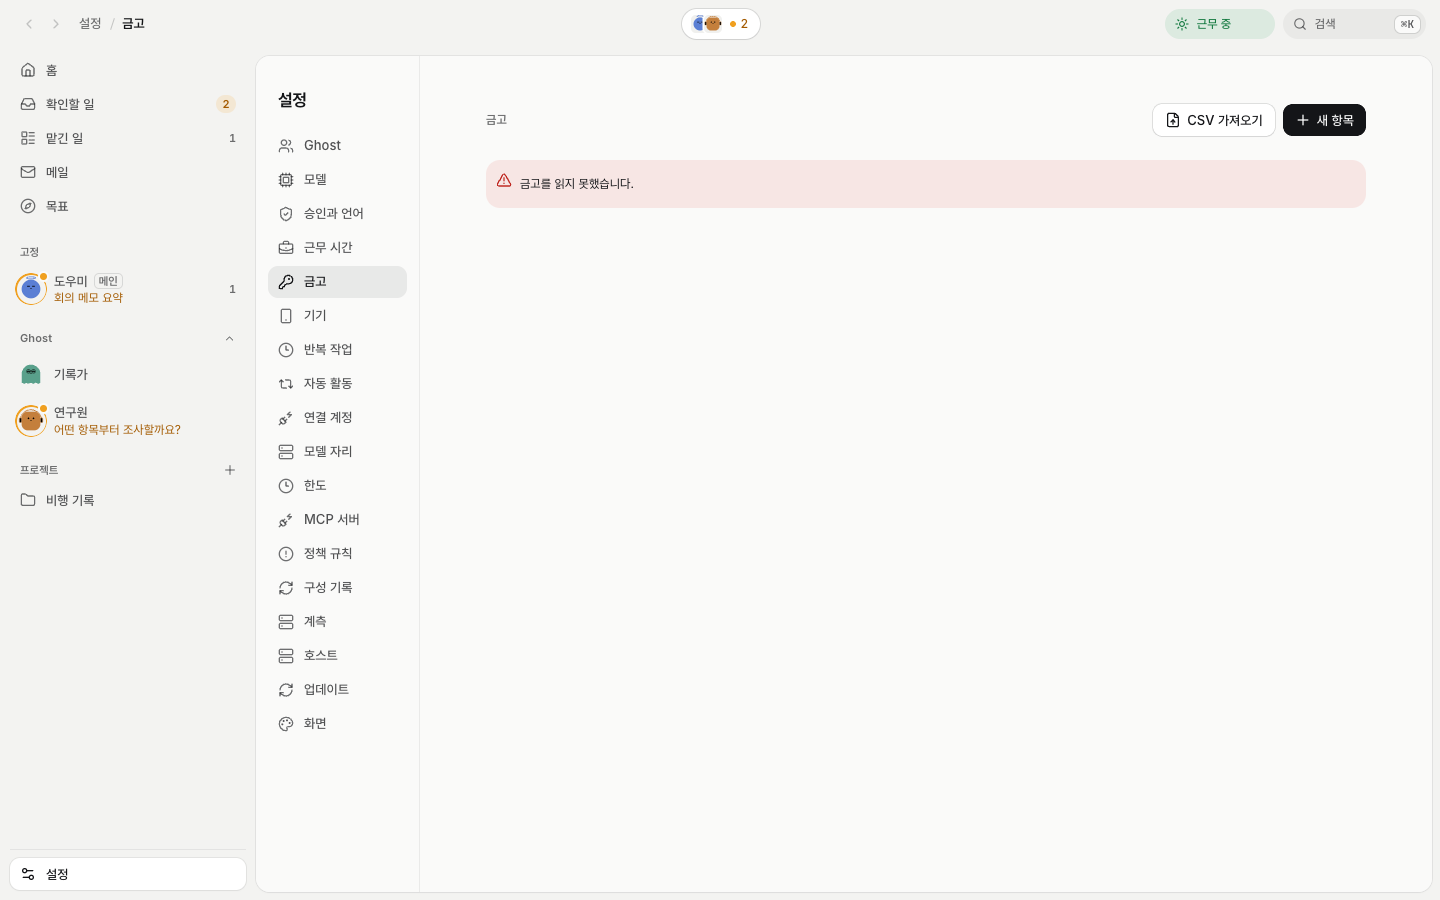 설정 / 금고
2
근무 중
검색
⌘K
홈
확인할 일
2
맡긴 일
1
메일
목표
고정
도우미 메인
회의 메모 요약
1
Ghost
기록가
연구원
어떤 항목부터 조사할까요?
프로젝트
비행 기록
설정
설정
Ghost
모델
승인과 언어
근무 시간
금고
기기
반복 작업
자동 활동
연결 계정
모델 자리
한도
MCP 서버
정책 규칙
구성 기록
계측
호스트
업데이트
화면
금고
CSV 가져오기
새 항목
금고를 읽지 못했습니다.